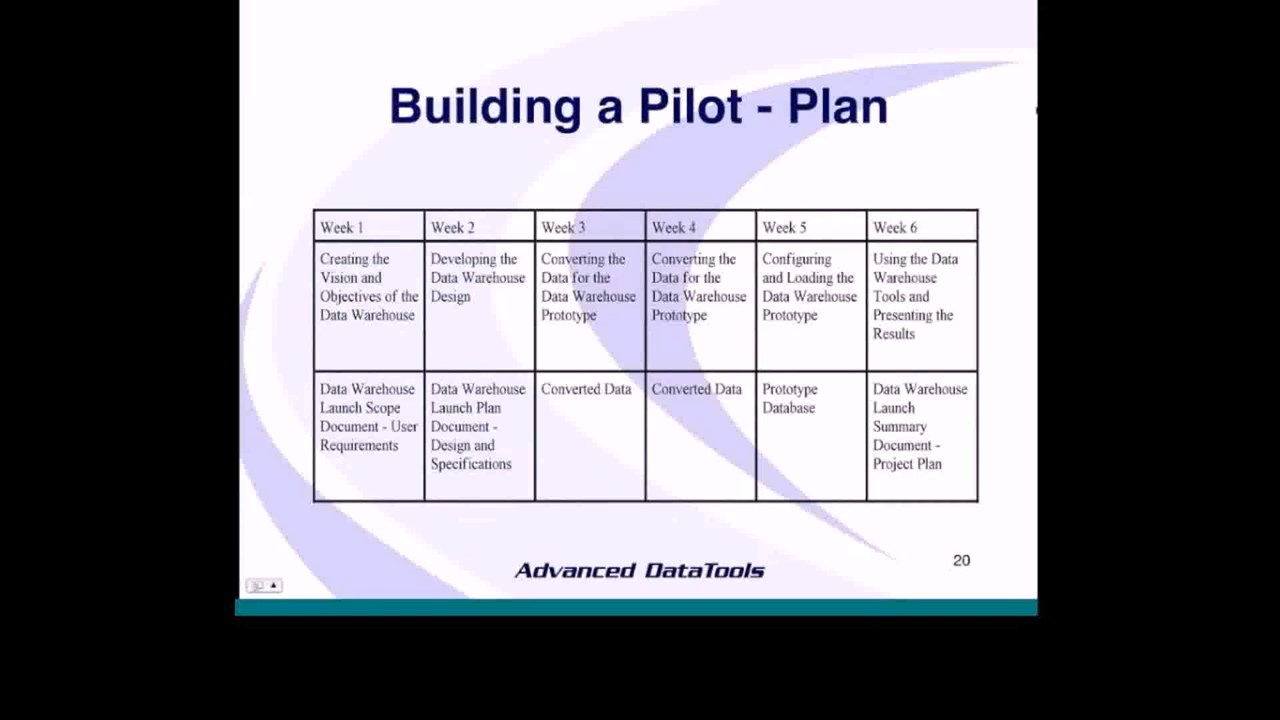 Building a Pilot - Plan
Week 1
Week 2
Week 3
Week 4
Week 5
Week 6
Creating the
Vision and
Objectives of the
Data Warehouse
Developing the
Data Warehouse
Design
Converting the
Data for the
Data Warehouse
Prototype
Converting the
Data for the
Data Warehouse
Prototype
Configuring
and Loading the
Data Warehouse
Prototype
Using the Data
Warehouse
Tools and
Presenting the
Results
Data Warehouse
Launch Scope
Document - User
Requirements
Data Warehouse
Launch Plan
Document -
Design and
Specifications
Converted Data
Converted Data
Prototype
Database
Data Warehouse
Launch
Summary
Document -
Project Plan
Advanced DataTools
20